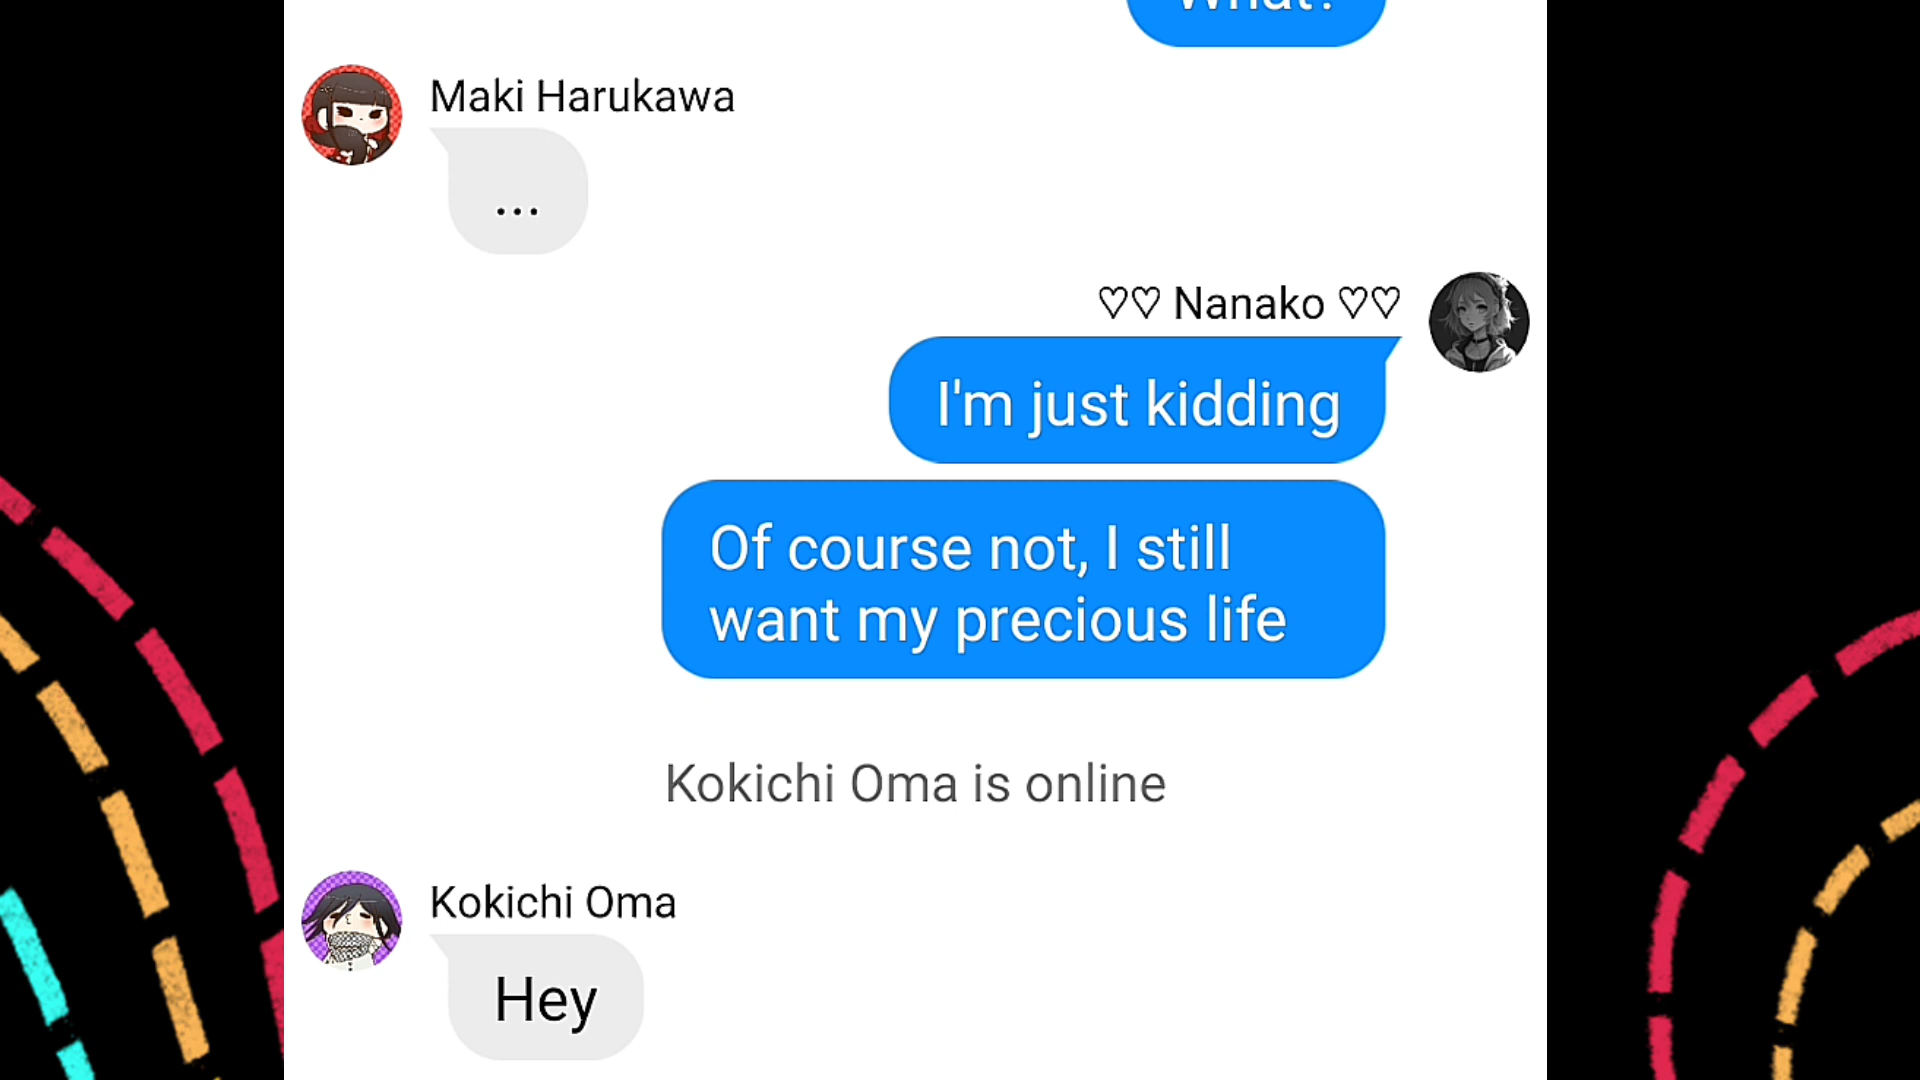 What?
Maki Harukawa
...
♡♡ Nanako ♡♡
I'm just kidding
Of course not, I still
want my precious life
Kokichi Oma is online
Kokichi Oma
Hey